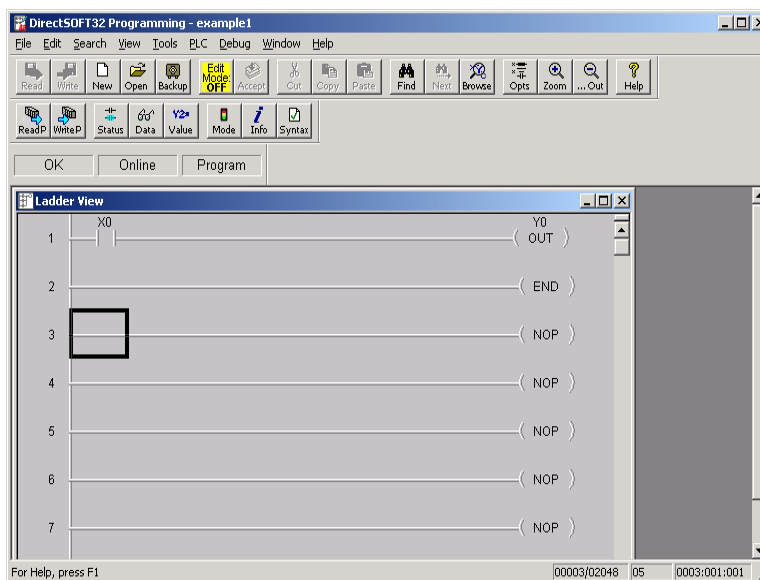 DirectSOFT32 Programming - example1
File Edit Search View Tools PLC Debug Window Help
Read Write New Open Backup Edit Mode: OFF Accept Cut Copy Paste Find Next Browse Opts Zoom ... Out Help
ReadP WriteP Status Data Y2= Value Mode Info Syntax
OK Online Program
Ladder View
X0 Y0
1 OUT
2 END
3 NOP
4 NOP
5 NOP
6 NOP
7 NOP
For Help, press F1 00003/02048 05 0003:001:001